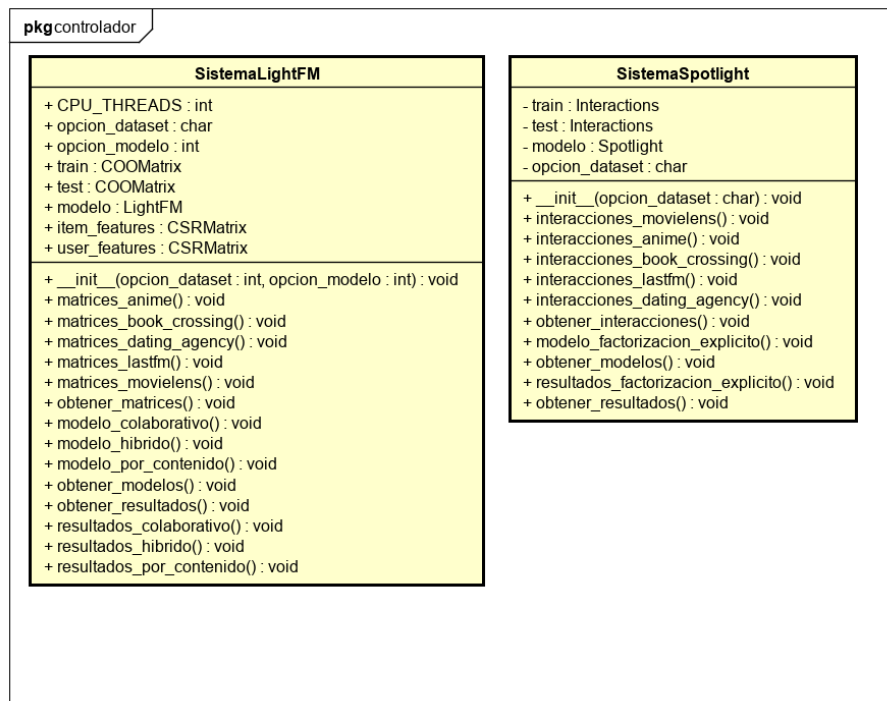 pkg controlador
SistemaLightFM
+ CPU_THREADS : int
+ opcion_dataset : char
+ opcion_modelo : int
+ train : COOMatrix
+ test : COOMatrix
+ modelo : LightFM
+ item_features : CSRMatrix
+ user_features : CSRMatrix
+ __init__(opcion_dataset : int, opcion_modelo : int) : void
+ matrices_anime() : void
+ matrices_book_crossing() : void
+ matrices_dating_agency() : void
+ matrices_lastfm() : void
+ matrices_movielens() : void
+ obtener_matrices() : void
+ modelo_colaborativo() : void
+ modelo_hibrido() : void
+ modelo_por_contenido() : void
+ obtener_modelos() : void
+ obtener_resultados() : void
+ resultados_colaborativo() : void
+ resultados_hibrido() : void
+ resultados_por_contenido() : void
SistemaSpotlight
- train : Interactions
- test : Interactions
- modelo : Spotlight
- opcion_dataset : char
+ __init__(opcion_dataset : char) : void
+ interacciones_movielens() : void
+ interacciones_anime() : void
+ interacciones_book_crossing() : void
+ interacciones_lastfm() : void
+ interacciones_dating_agency() : void
+ obtener_interacciones() : void
+ modelo_factorizacion_explicito() : void
+ obtener_modelos() : void
+ resultados_factorizacion_explicito() : void
+ obtener_resultados() : void